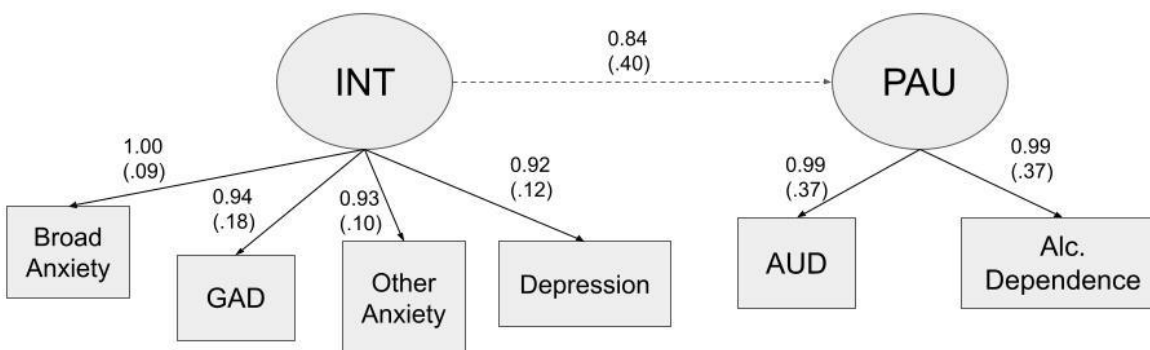 0.84
(.40)
INT
PAU
1.00
(.09)
0.94
(.18)
0.93
(.10)
0.92
(.12)
0.99
(.37)
0.99
(.37)
Broad
Anxiety
GAD
Other
Anxiety
Depression
AUD
Alc.
Dependence